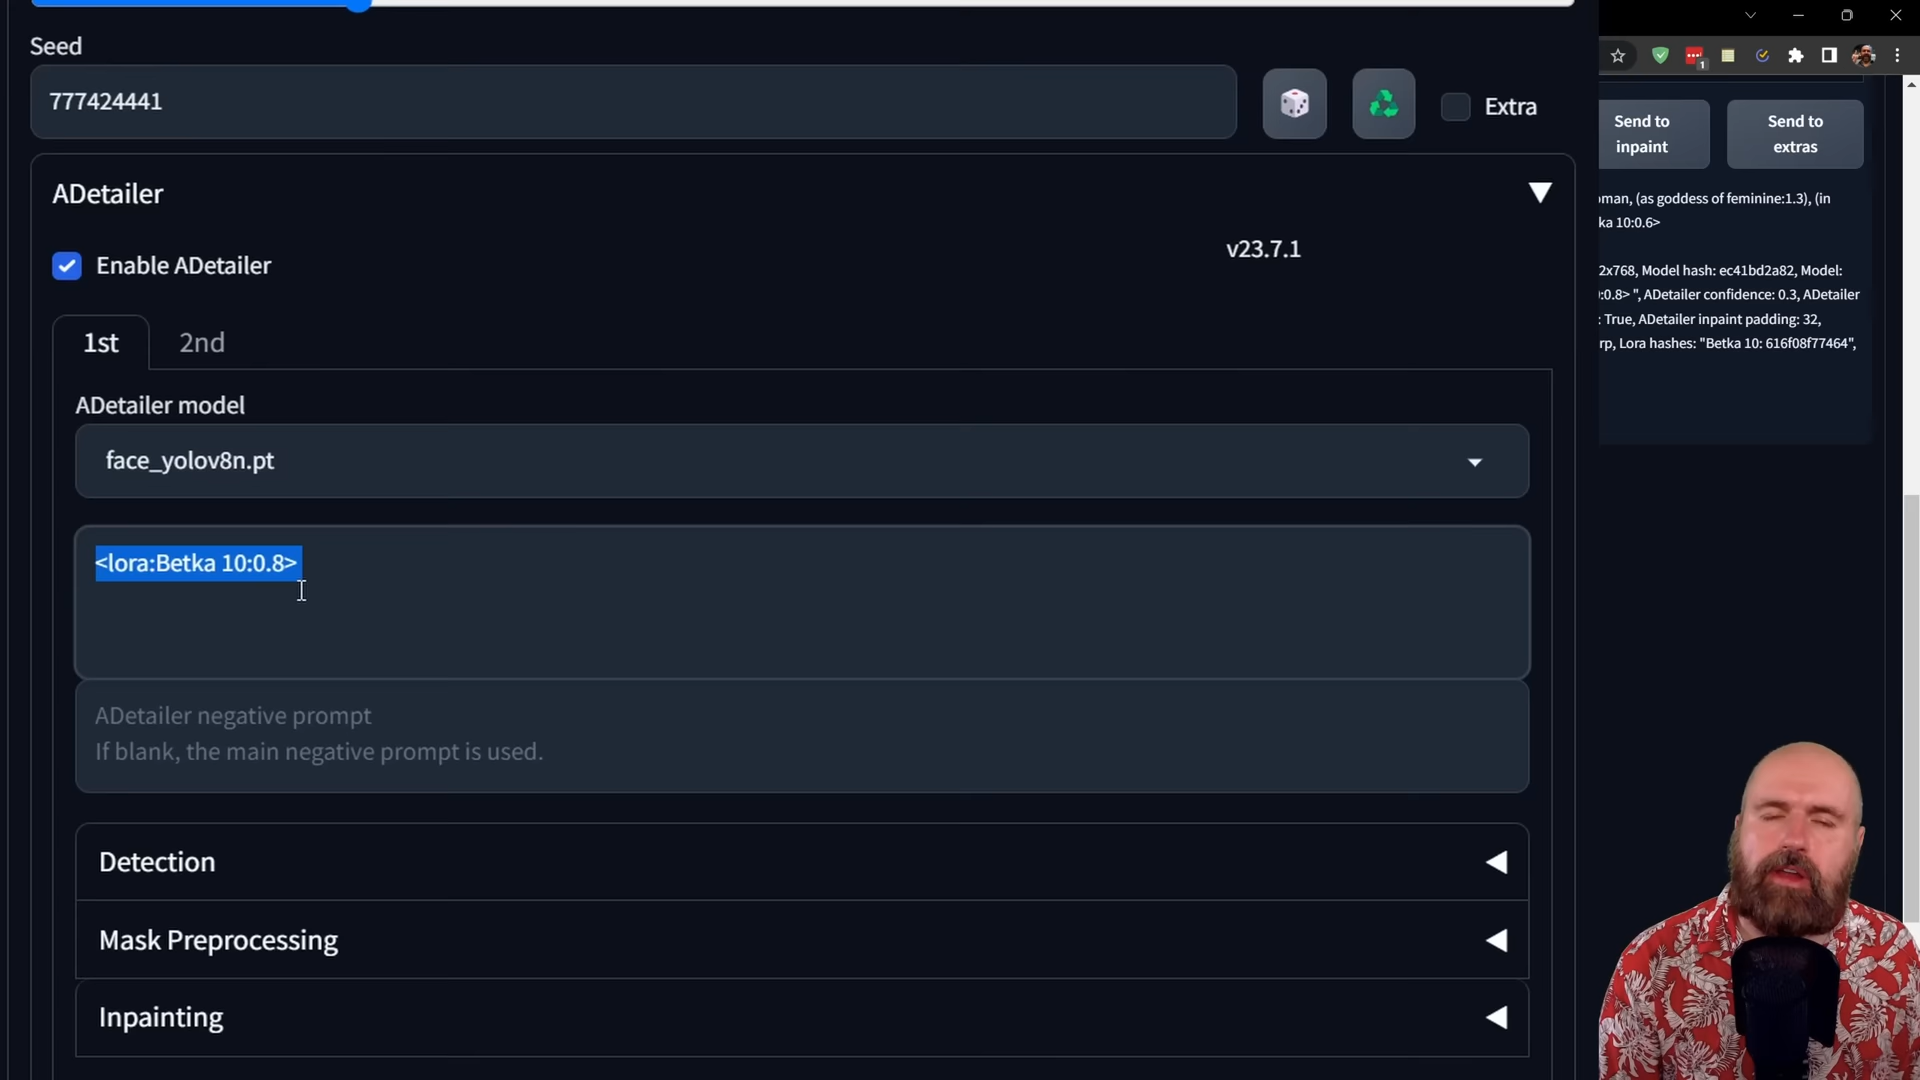 Seed
777424441
Extra
ADetailer
Enable ADetailer
v23.7.1
1st
2nd
ADetailer model
face_yolov8n.pt
<lora:Betka 10:0.8>
ADetailer negative prompt
If blank, the main negative prompt is used.
Detection
Mask Preprocessing
Inpainting
1
Send to
inpaint
Send to
extras
oman, (as goddess of feminine:1.3), (in
ka 10:0.6>
2x768, Model hash: ec41bd2a82, Model:
0:0.8> ", ADetailer confidence: 0.3, ADetailer
: True, ADetailer inpaint padding: 32,
rp, Lora hashes: "Betka 10: 616f08f77464",